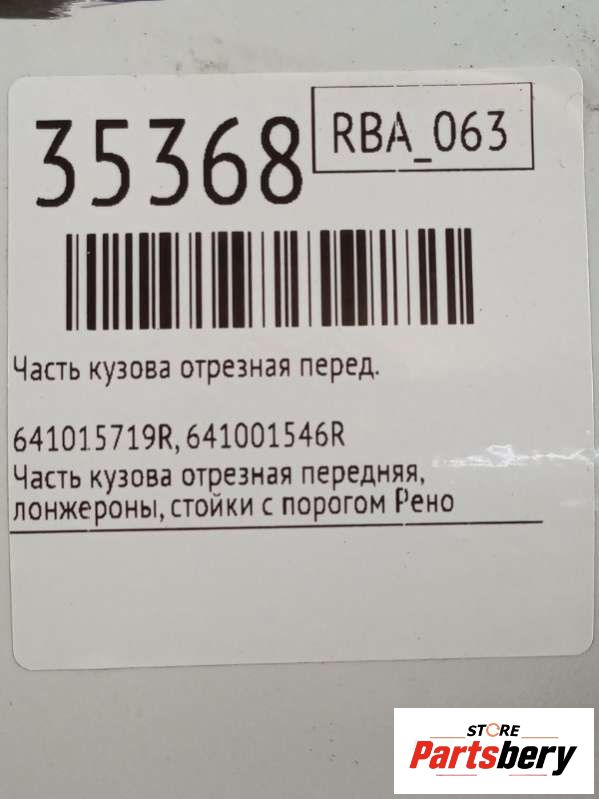 35368
RBA_063
Часть кузова отрезная перед.
641015719R, 641001546R
Часть кузова отрезная передняя,
лонжероны, стойки с порогом Рено
STORE
Partsbery